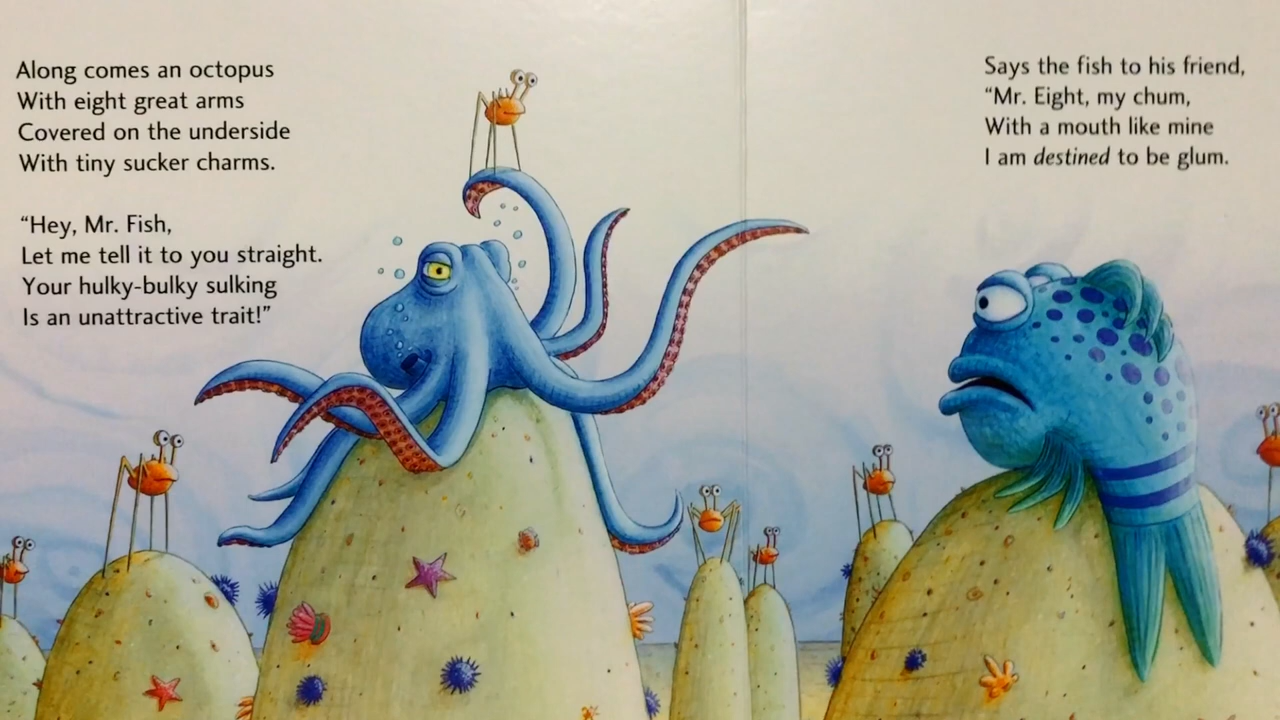 Along comes an octopus
With eight great arms
Covered on the underside
With tiny sucker charms.
“Hey, Mr. Fish,
Let me tell it to you straight.
Your hulky-bulky sulking
Is an unattractive trait!”
Says the fish to his friend,
“Mr. Eight, my chum,
With a mouth like mine
I am destined to be glum.